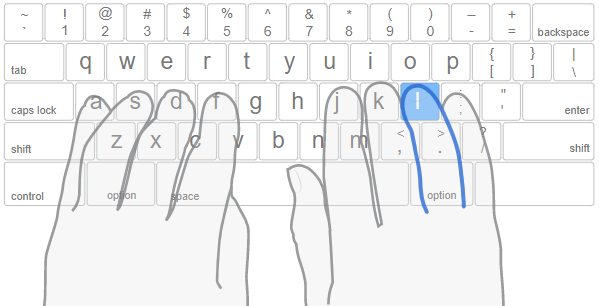 ~ ! @ # $ % ^ & * ( ) – +
` 1 2 3 4 5 6 7 8 9 0 - = backspace
tab q w e r t y u i o p { [ } ] | \
caps lock a s d f g h j k l : ; " ' enter
shift z x c v b n m < , > . ? / shift
control option space option